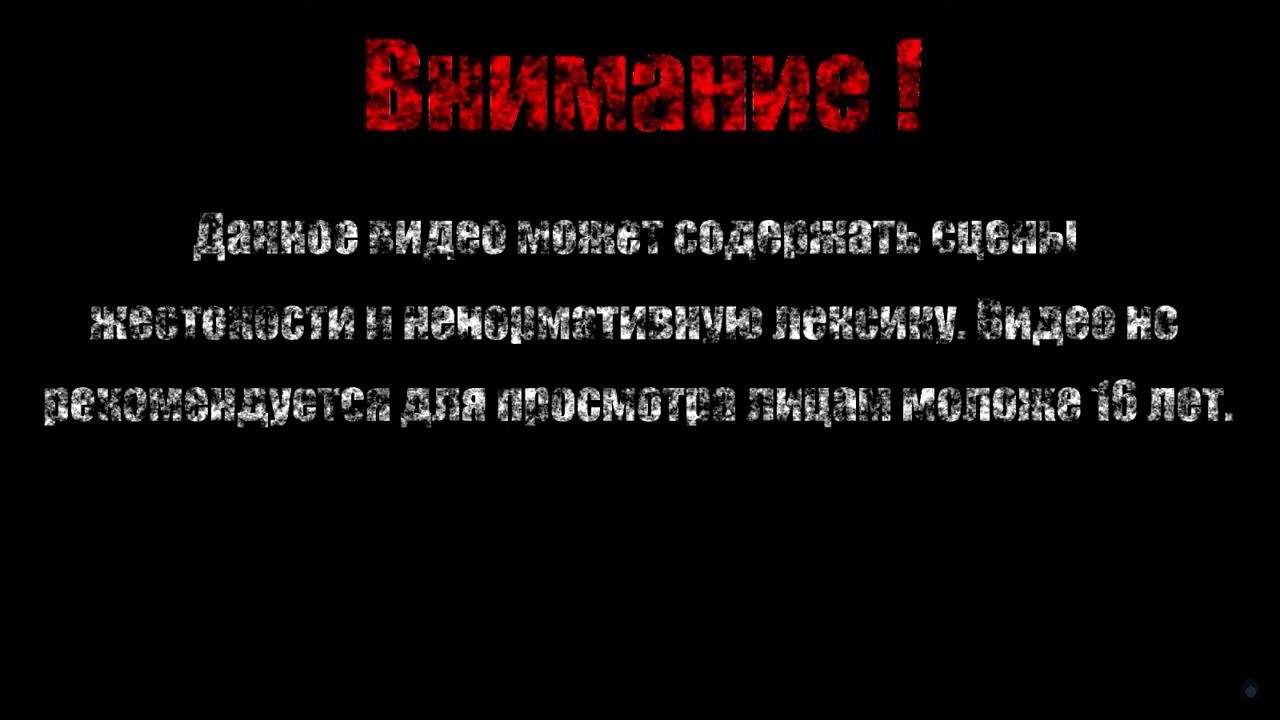 Внимание !
Данное видео может содержать сцены
жестокости и ненормативную лексику. Видео не
рекомендуется для просмотра лицам моложе 16 лет.